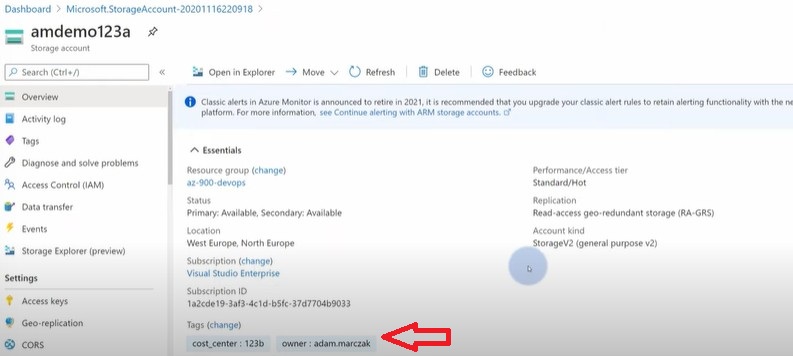 Dashboard > Microsoft.StorageAccount-20201116220918 >
amdemo123a
Storage account
Search (Ctrl+/)
«
Open in Explorer
Move
Refresh
Delete
Feedback
Overview
Activity log
Tags
Diagnose and solve problems
Access Control (IAM)
Data transfer
Events
Storage Explorer (preview)
Settings
Access keys
Geo-replication
CORS
Classic alerts in Azure Monitor is announced to retire in 2021, it is recommended that you upgrade your classic alert rules to retain alerting functionality with the ne
platform. For more information, see Continue alerting with ARM storage accounts.
Essentials
Resource group (change)
az-900-devops
Status
Primary: Available, Secondary: Available
Location
West Europe, North Europe
Subscription (change)
Visual Studio Enterprise
Subscription ID
1a2cde19-3af3-4c1d-b5fc-37d7704b9033
Tags (change)
cost_center : 123b
owner : adam.marczak
Performance/Access tier
Standard/Hot
Replication
Read-access geo-redundant storage (RA-GRS)
Account kind
StorageV2 (general purpose v2)